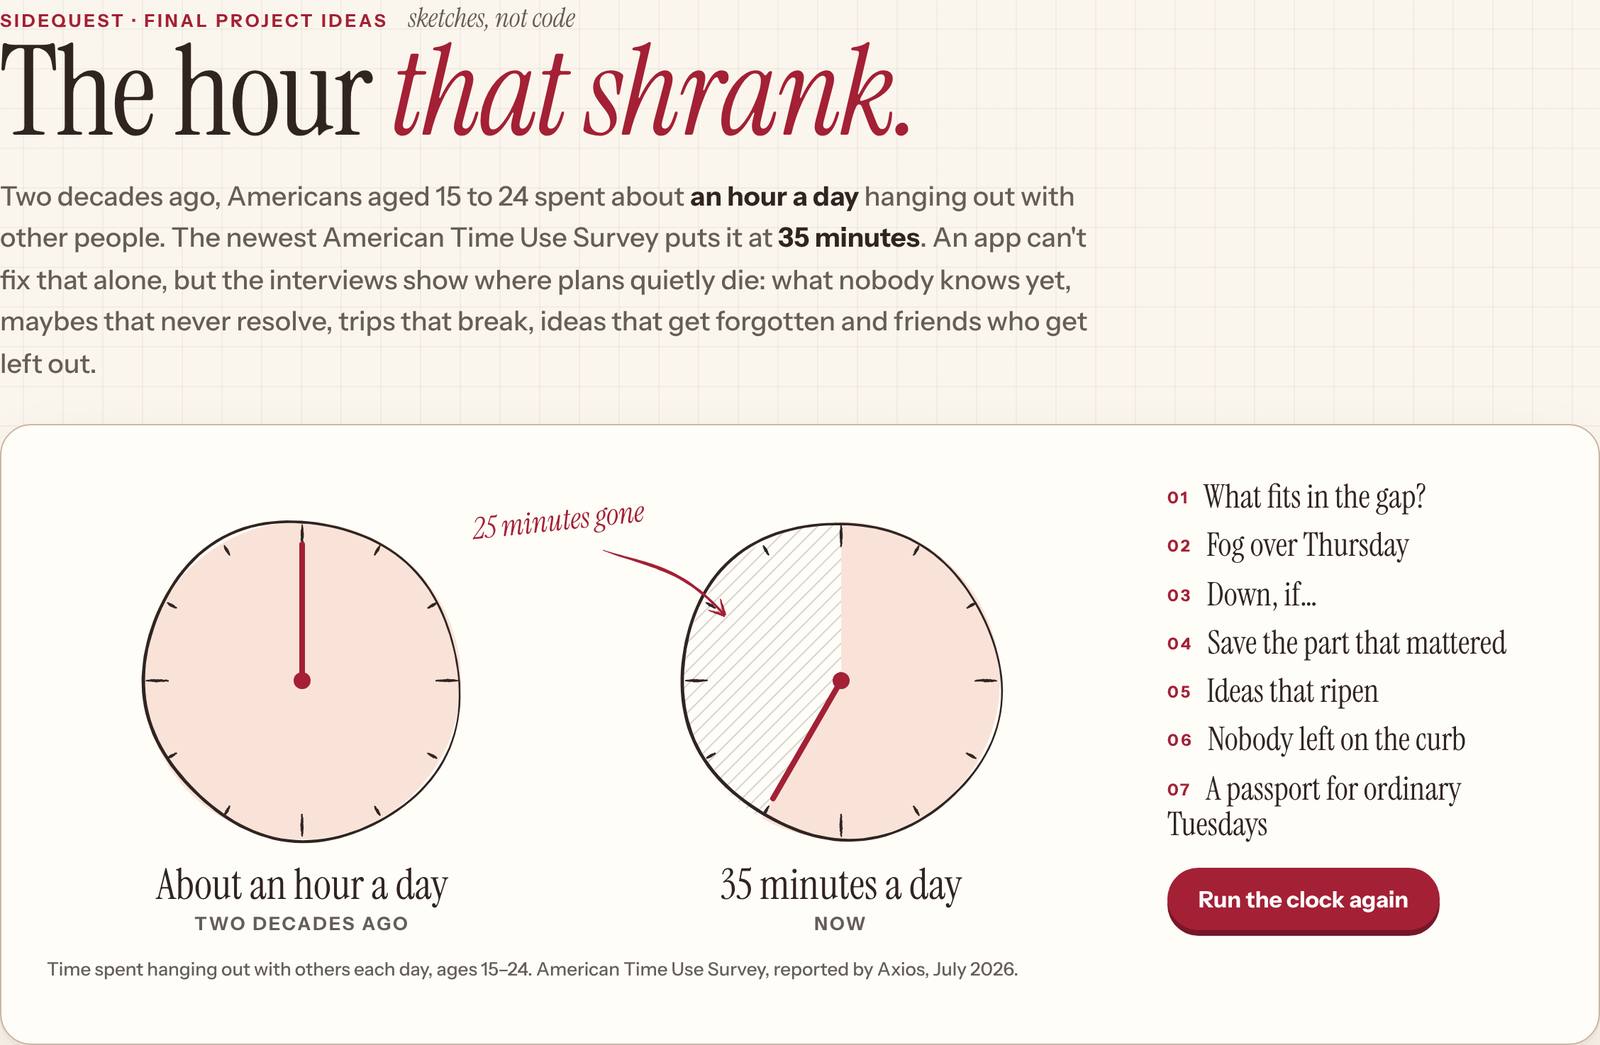 SIDEQUEST · FINAL PROJECT IDEAS sketches, not code
The hour that shrank.
Two decades ago, Americans aged 15 to 24 spent about an hour a day hanging out with
other people. The newest American Time Use Survey puts it at 35 minutes. An app can't
fix that alone, but the interviews show where plans quietly die: what nobody knows yet,
maybes that never resolve, trips that break, ideas that get forgotten and friends who get
left out.
25 minutes gone
About an hour a day
TWO DECADES AGO
35 minutes a day
NOW
Time spent hanging out with others each day, ages 15–24. American Time Use Survey, reported by Axios, July 2026.
01 What fits in the gap?
02 Fog over Thursday
03 Down, if…
04 Save the part that mattered
05 Ideas that ripen
06 Nobody left on the curb
07 A passport for ordinary
Tuesdays
Run the clock again